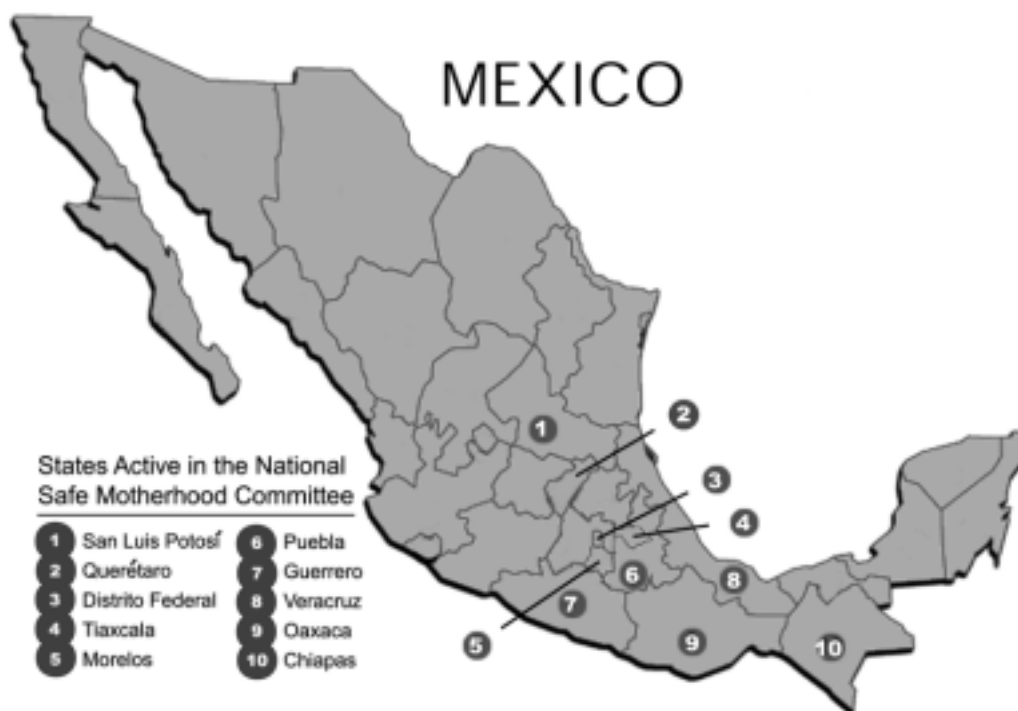 MEXICO
1
2
3
4
5
6
7
8
9
10
States Active in the National
Safe Motherhood Committee
1 San Luis Potosí
2 Querétaro
3 Distrito Federal
4 Tlaxcala
5 Morelos
6 Puebla
7 Guerrero
8 Veracruz
9 Oaxaca
10 Chiapas